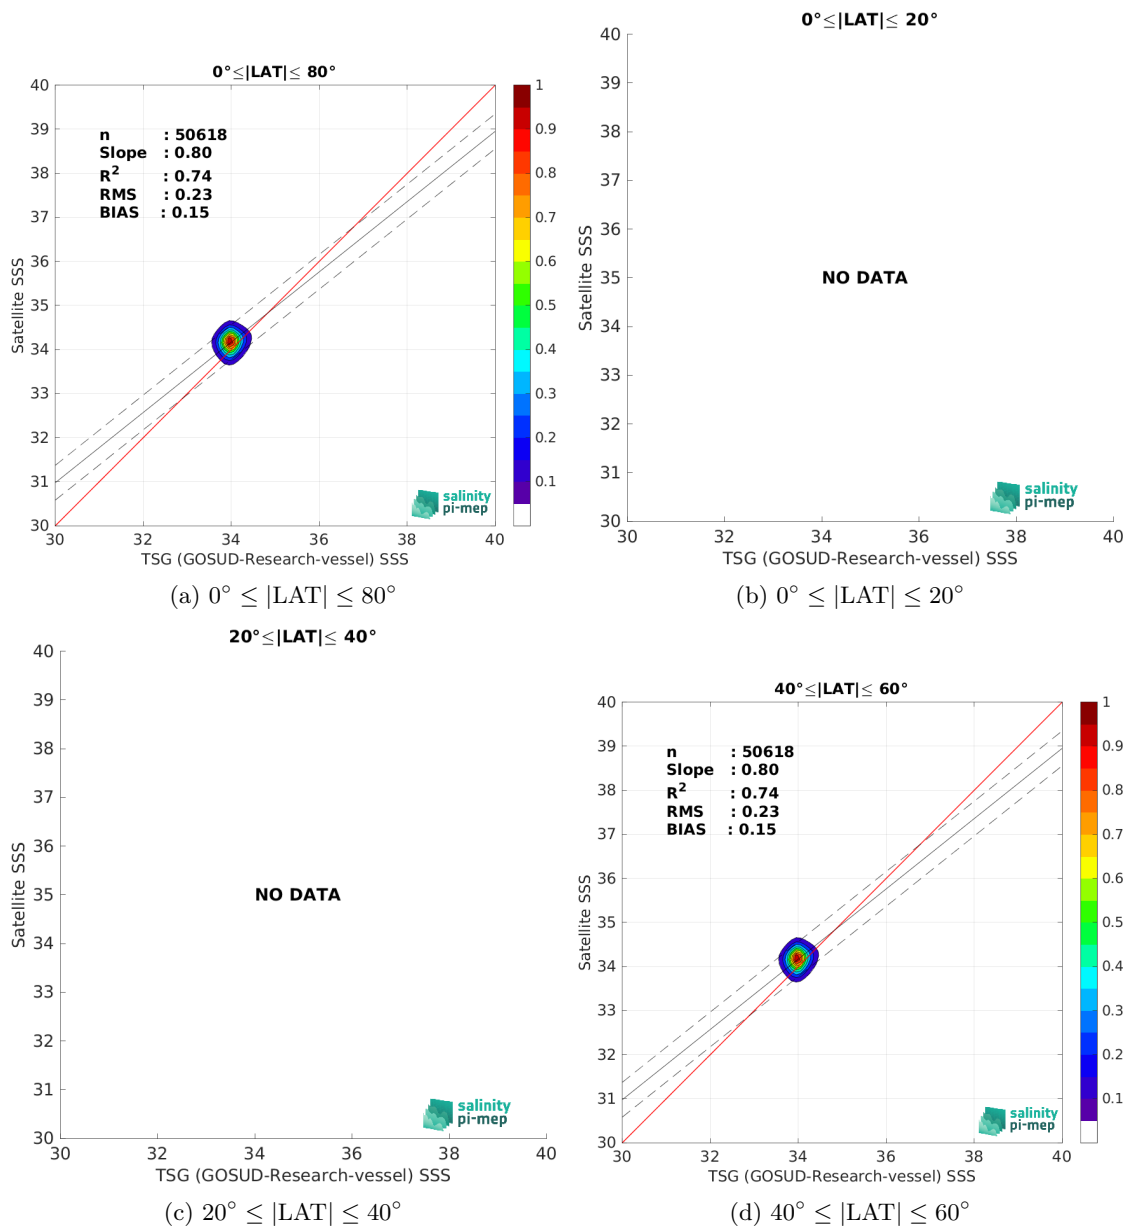 0°≤|LAT|≤ 80°
40
39
38
37
36
35
34
33
32
31
30
Satellite SSS
n : 50618
Slope : 0.80
R² : 0.74
RMS : 0.23
BIAS : 0.15
1
0.9
0.8
0.7
0.6
0.5
0.4
0.3
0.2
0.1
salinity
pi-mep
30 32 34 36 38 40
TSG (GOSUD-Research-vessel) SSS
(a) 0° ≤ |LAT| ≤ 80°
0°≤|LAT|≤ 20°
40
39
38
37
36
35
34
33
32
31
30
Satellite SSS
NO DATA
salinity
pi-mep
30 32 34 36 38 40
TSG (GOSUD-Research-vessel) SSS
(b) 0° ≤ |LAT| ≤ 20°
20°≤|LAT|≤ 40°
40
39
38
37
36
35
34
33
32
31
30
Satellite SSS
NO DATA
salinity
pi-mep
30 32 34 36 38 40
TSG (GOSUD-Research-vessel) SSS
(c) 20° ≤ |LAT| ≤ 40°
40°≤|LAT|≤ 60°
40
39
38
37
36
35
34
33
32
31
30
Satellite SSS
n : 50618
Slope : 0.80
R² : 0.74
RMS : 0.23
BIAS : 0.15
1
0.9
0.8
0.7
0.6
0.5
0.4
0.3
0.2
0.1
salinity
pi-mep
30 32 34 36 38 40
TSG (GOSUD-Research-vessel) SSS
(d) 40° ≤ |LAT| ≤ 60°